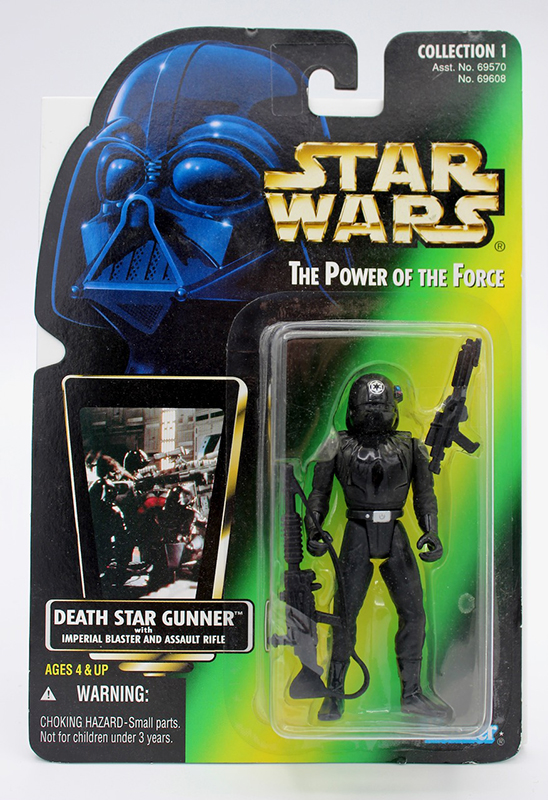 COLLECTION 1
Asst. No. 69570
No. 69608
STAR
WARS®
THE POWER OF THE FORCE
DEATH STAR GUNNER™
with
IMPERIAL BLASTER AND ASSAULT RIFLE
AGES 4 & UP
WARNING:
CHOKING HAZARD-Small parts.
Not for children under 3 years.